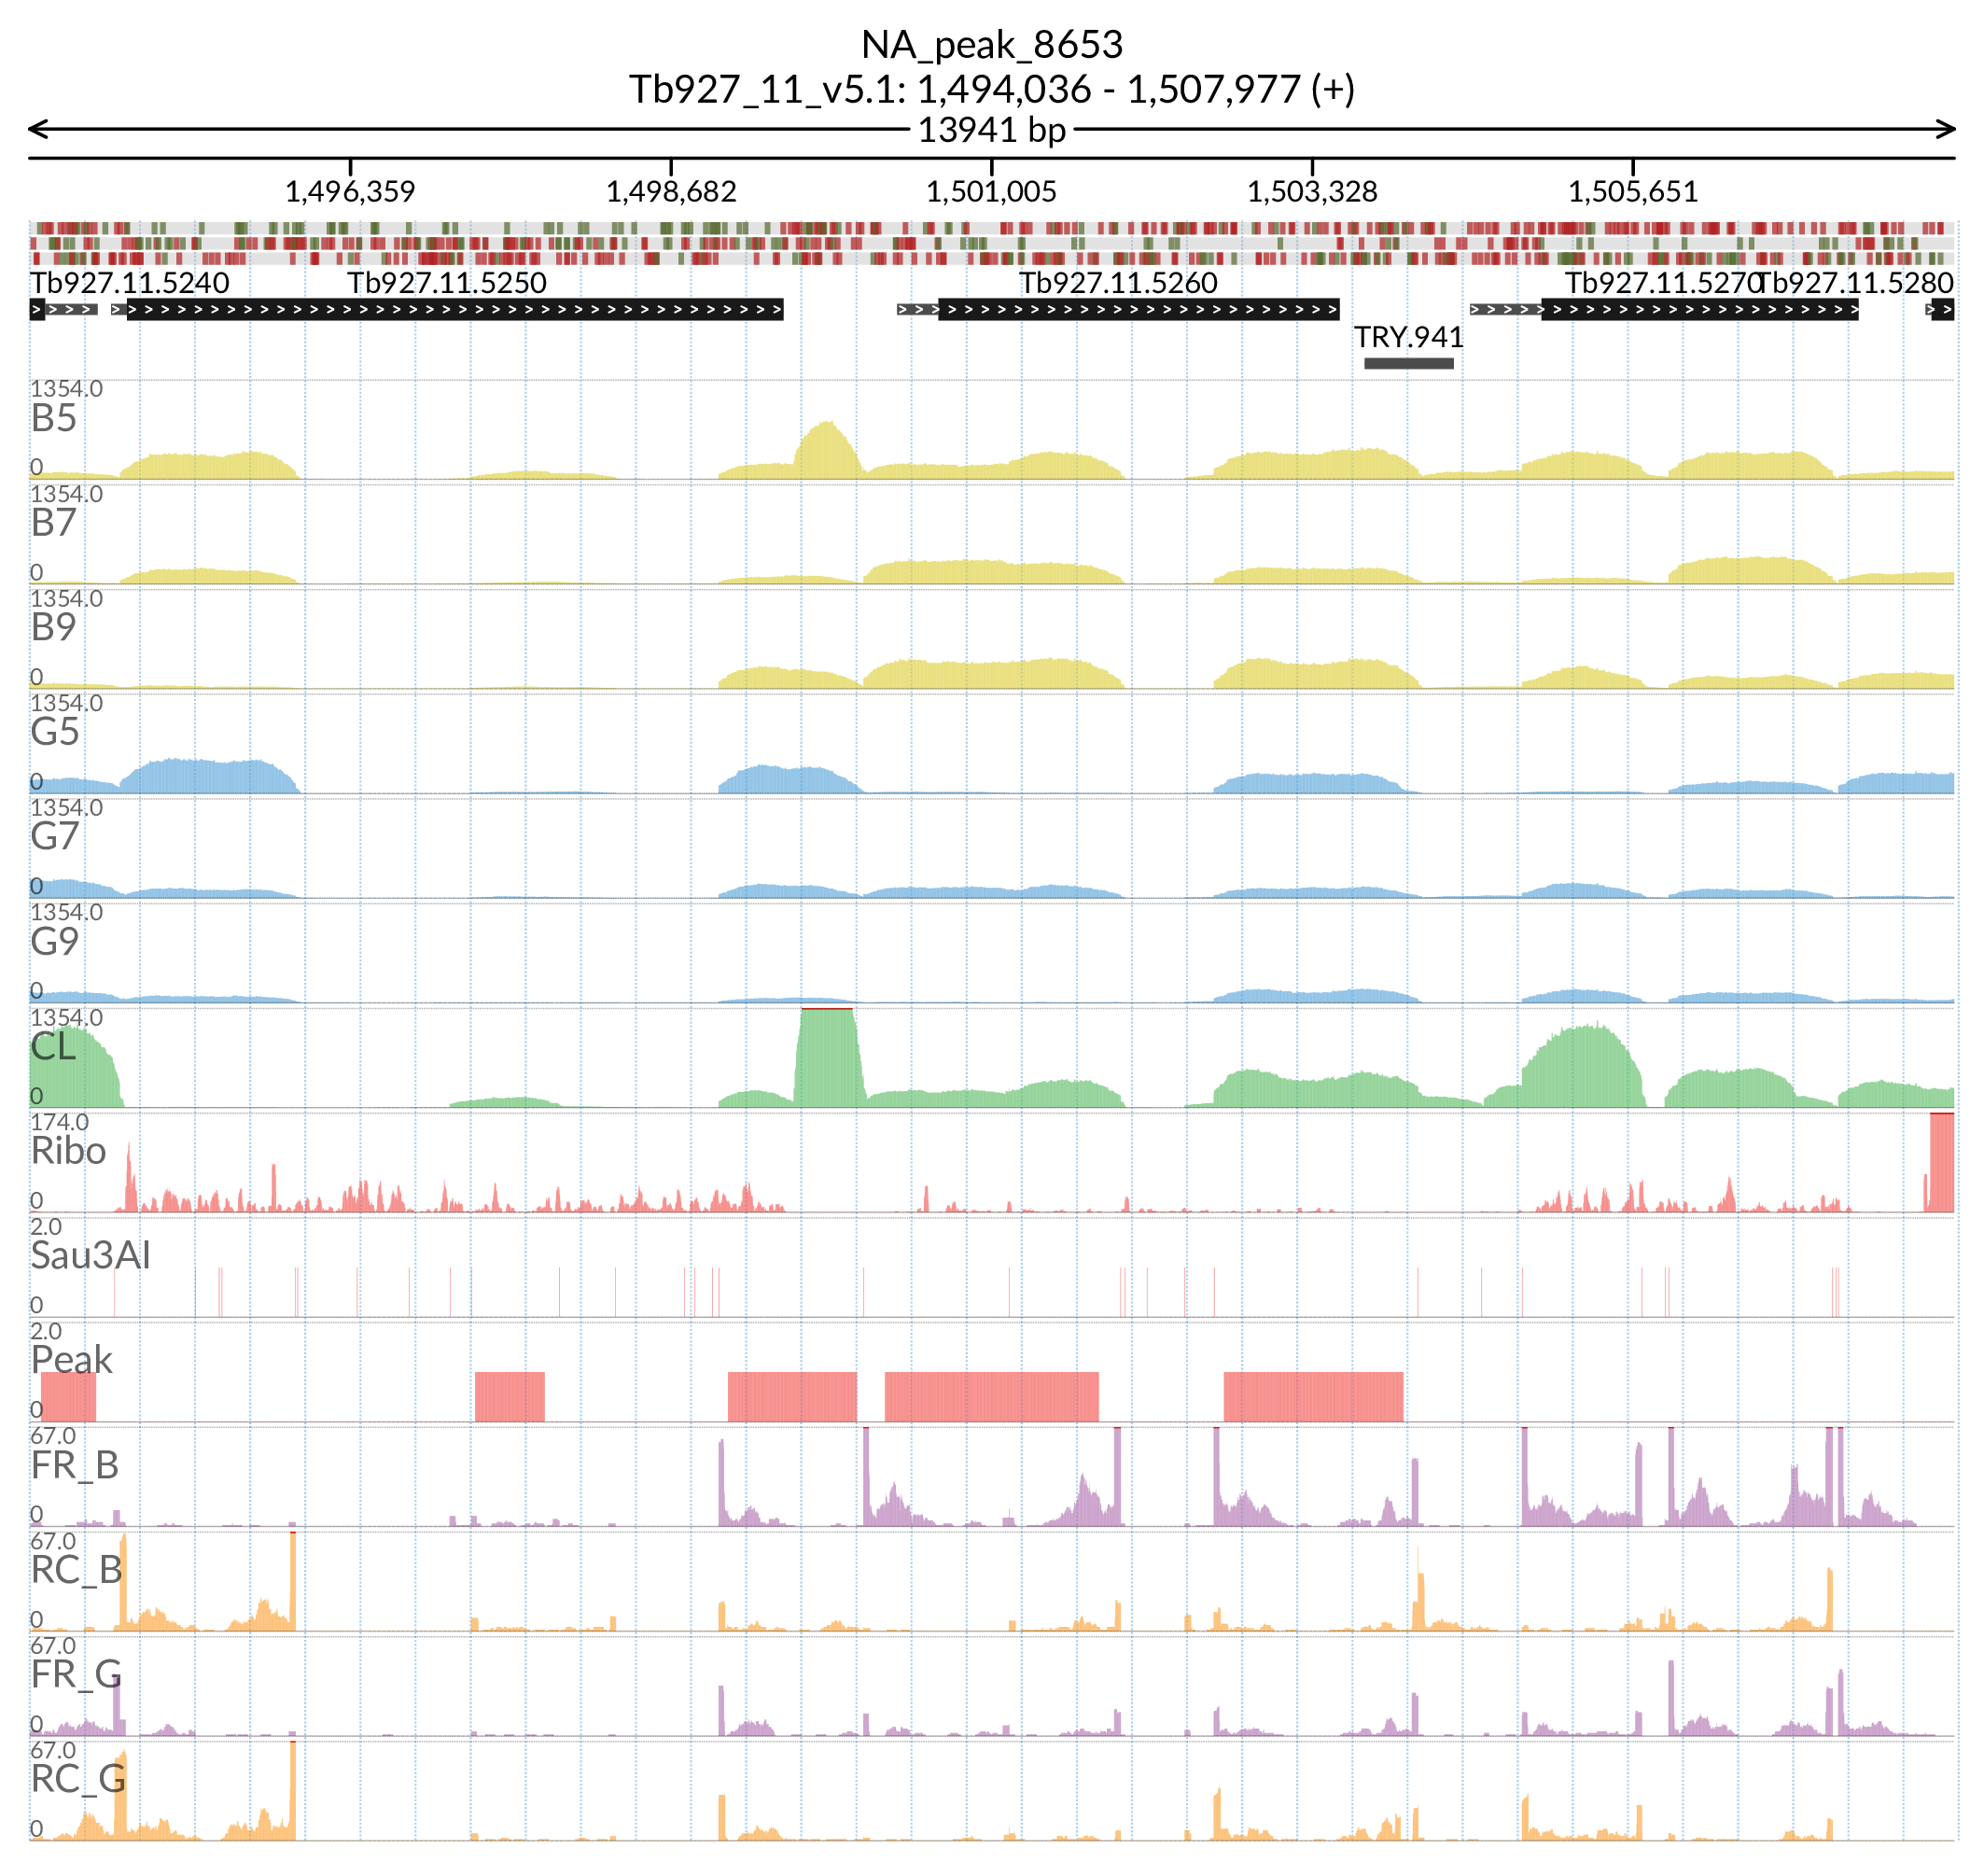 NA_peak_8653
Tb927_11_v5.1: 1,494,036 - 1,507,977 (+)
13941 bp
1,496,359 1,498,682 1,501,005 1,503,328 1,505,651
Tb927.11.5240 Tb927.11.5250 Tb927.11.5260 Tb927.11.5270 Tb927.11.5280
TRY.941
1354.0
B5
0
1354.0
B7
0
1354.0
B9
0
1354.0
G5
0
1354.0
G7
0
1354.0
G9
0
1354.0
CL
0
174.0
Ribo
0
2.0
Sau3AI
0
2.0
Peak
0
67.0
FR_B
0
67.0
RC_B
0
67.0
FR_G
0
67.0
RC_G
0